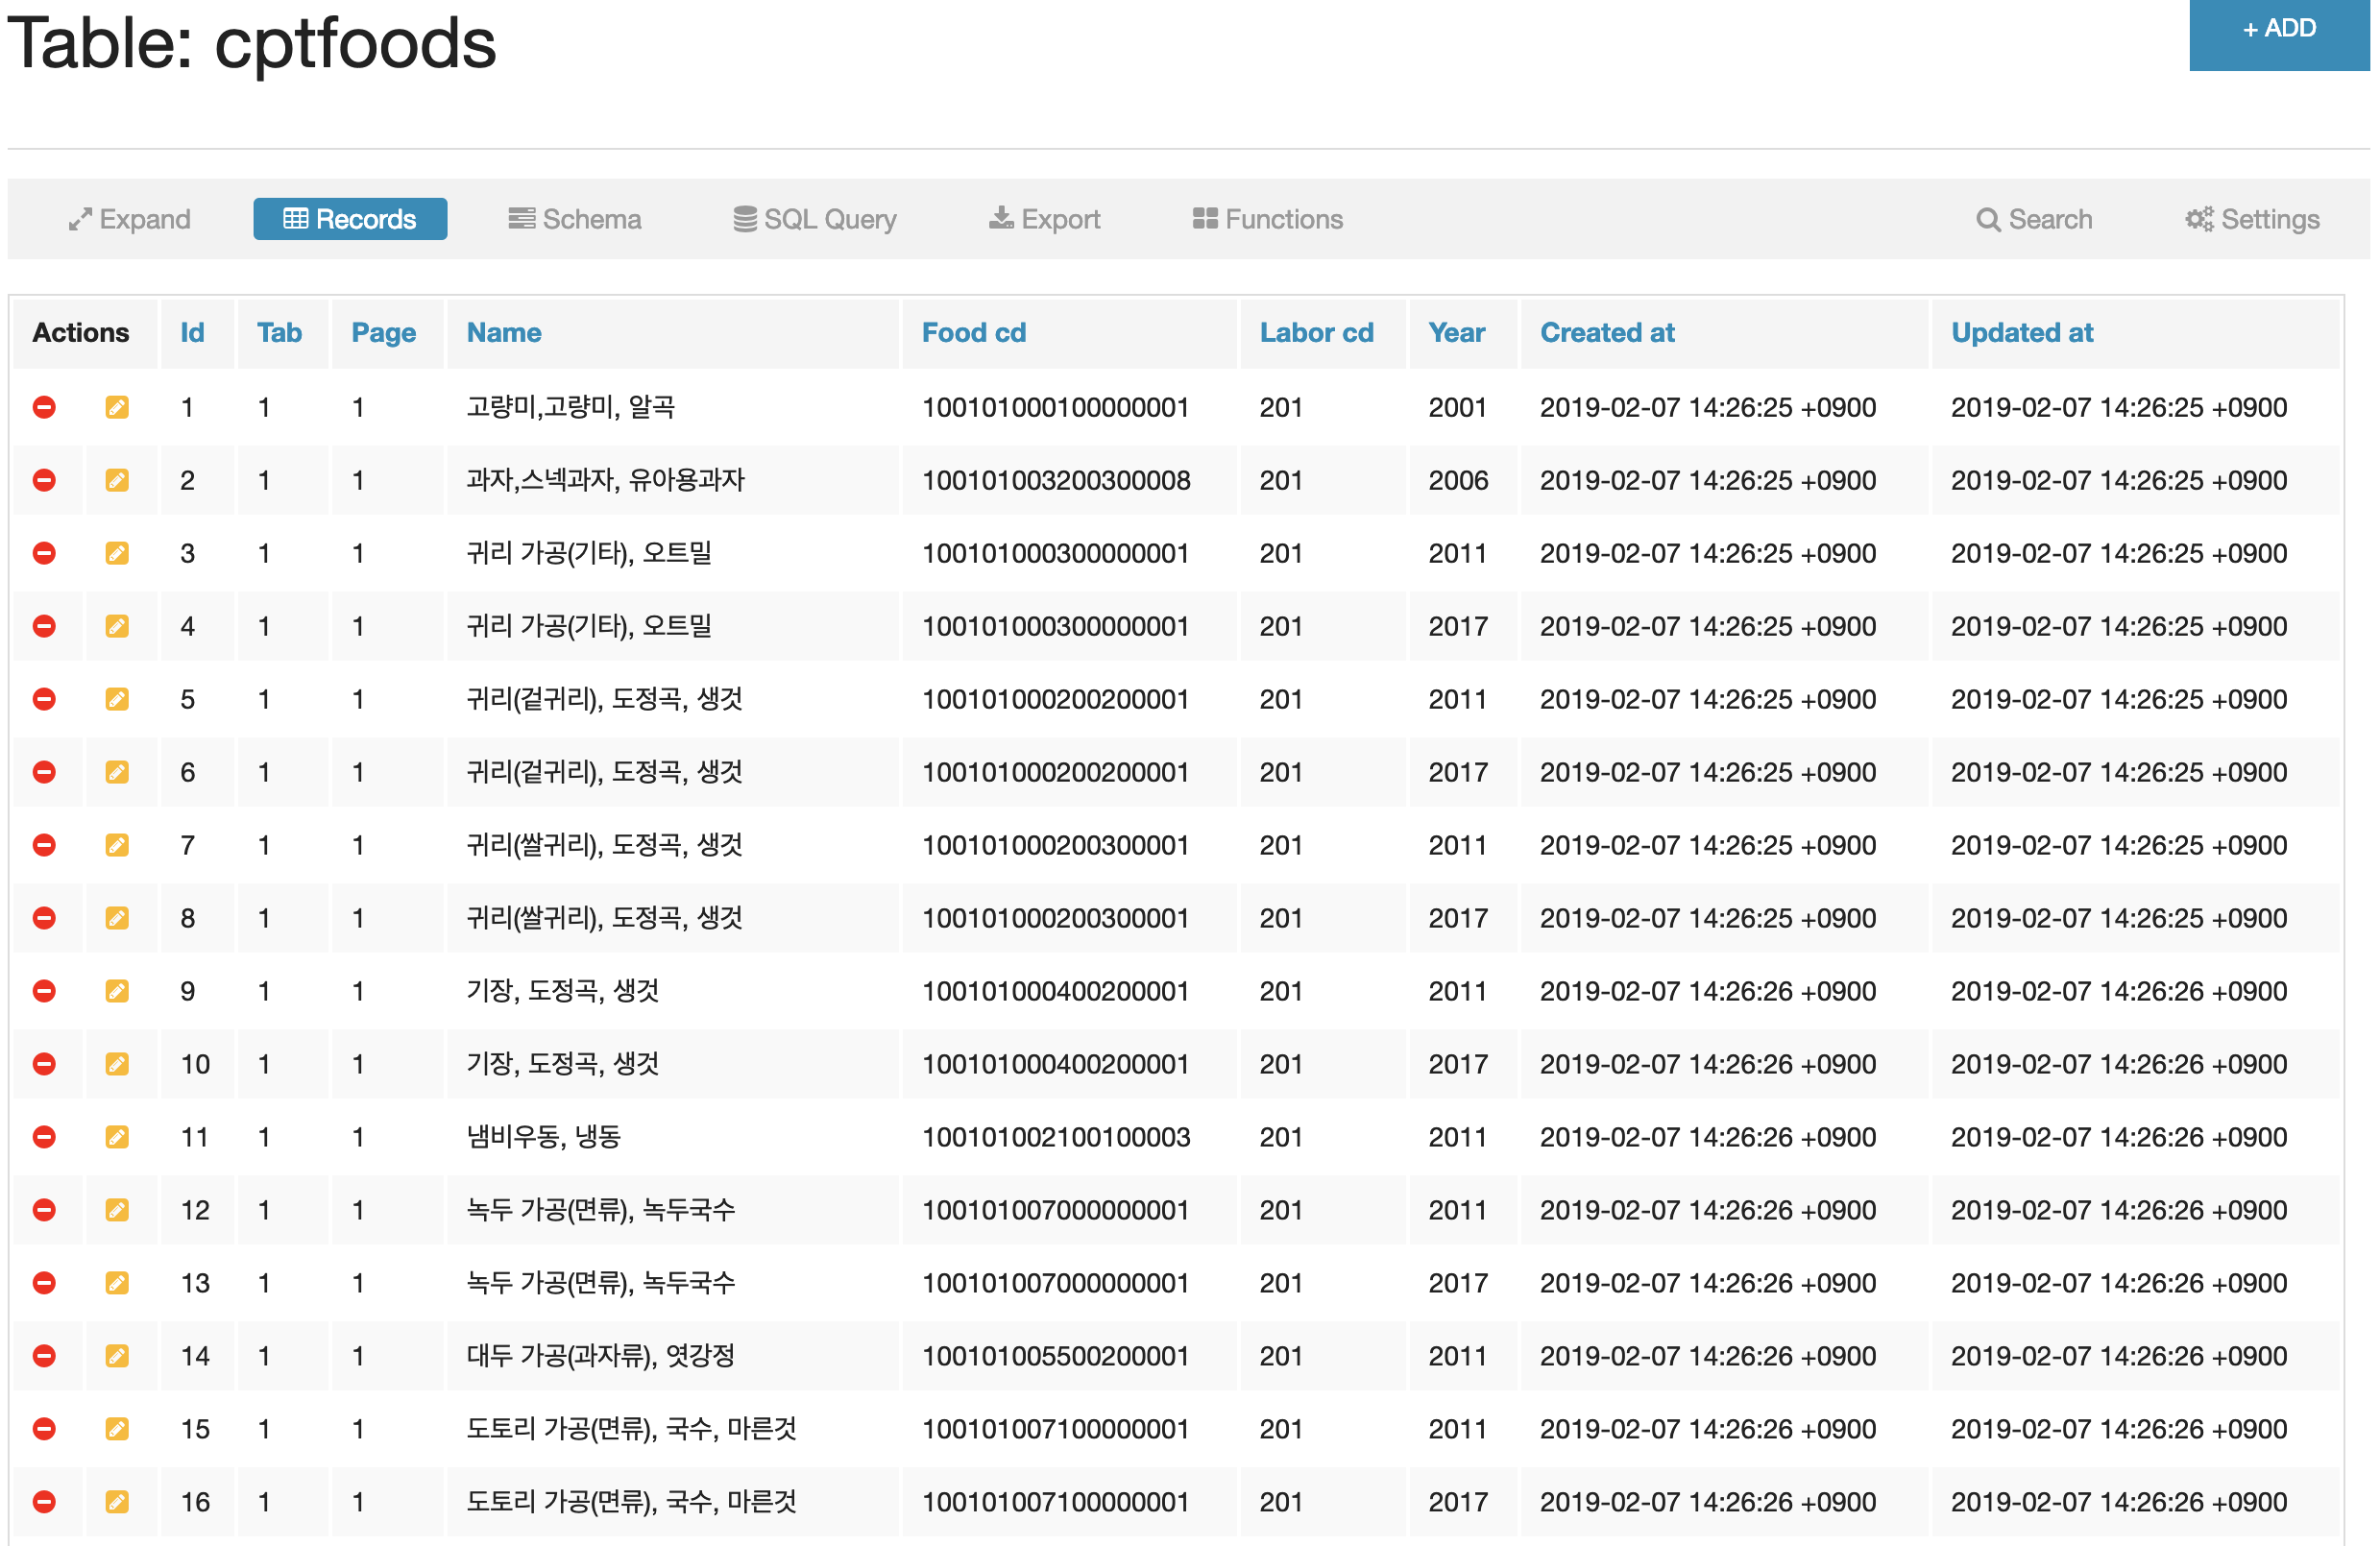 Table: cptfoods
+ ADD
Expand Records Schema SQL Query Export Functions Search Settings
Actions Id Tab Page Name Food cd Labor cd Year Created at Updated at
1 1 1 고량미,고량미, 알곡 100101000100000001 201 2001 2019-02-07 14:26:25 +0900 2019-02-07 14:26:25 +0900
2 1 1 과자,스넥과자, 유아용과자 100101003200300008 201 2006 2019-02-07 14:26:25 +0900 2019-02-07 14:26:25 +0900
3 1 1 귀리 가공(기타), 오트밀 100101000300000001 201 2011 2019-02-07 14:26:25 +0900 2019-02-07 14:26:25 +0900
4 1 1 귀리 가공(기타), 오트밀 100101000300000001 201 2017 2019-02-07 14:26:25 +0900 2019-02-07 14:26:25 +0900
5 1 1 귀리(겉귀리), 도정곡, 생것 100101000200200001 201 2011 2019-02-07 14:26:25 +0900 2019-02-07 14:26:25 +0900
6 1 1 귀리(겉귀리), 도정곡, 생것 100101000200200001 201 2017 2019-02-07 14:26:25 +0900 2019-02-07 14:26:25 +0900
7 1 1 귀리(쌀귀리), 도정곡, 생것 100101000200300001 201 2011 2019-02-07 14:26:25 +0900 2019-02-07 14:26:25 +0900
8 1 1 귀리(쌀귀리), 도정곡, 생것 100101000200300001 201 2017 2019-02-07 14:26:25 +0900 2019-02-07 14:26:25 +0900
9 1 1 기장, 도정곡, 생것 100101000400200001 201 2011 2019-02-07 14:26:26 +0900 2019-02-07 14:26:26 +0900
10 1 1 기장, 도정곡, 생것 100101000400200001 201 2017 2019-02-07 14:26:26 +0900 2019-02-07 14:26:26 +0900
11 1 1 냄비우동, 냉동 100101002100100003 201 2011 2019-02-07 14:26:26 +0900 2019-02-07 14:26:26 +0900
12 1 1 녹두 가공(면류), 녹두국수 100101007000000001 201 2011 2019-02-07 14:26:26 +0900 2019-02-07 14:26:26 +0900
13 1 1 녹두 가공(면류), 녹두국수 100101007000000001 201 2017 2019-02-07 14:26:26 +0900 2019-02-07 14:26:26 +0900
14 1 1 대두 가공(과자류), 엿강정 100101005500200001 201 2011 2019-02-07 14:26:26 +0900 2019-02-07 14:26:26 +0900
15 1 1 도토리 가공(면류), 국수, 마른것 100101007100000001 201 2011 2019-02-07 14:26:26 +0900 2019-02-07 14:26:26 +0900
16 1 1 도토리 가공(면류), 국수, 마른것 100101007100000001 201 2017 2019-02-07 14:26:26 +0900 2019-02-07 14:26:26 +0900